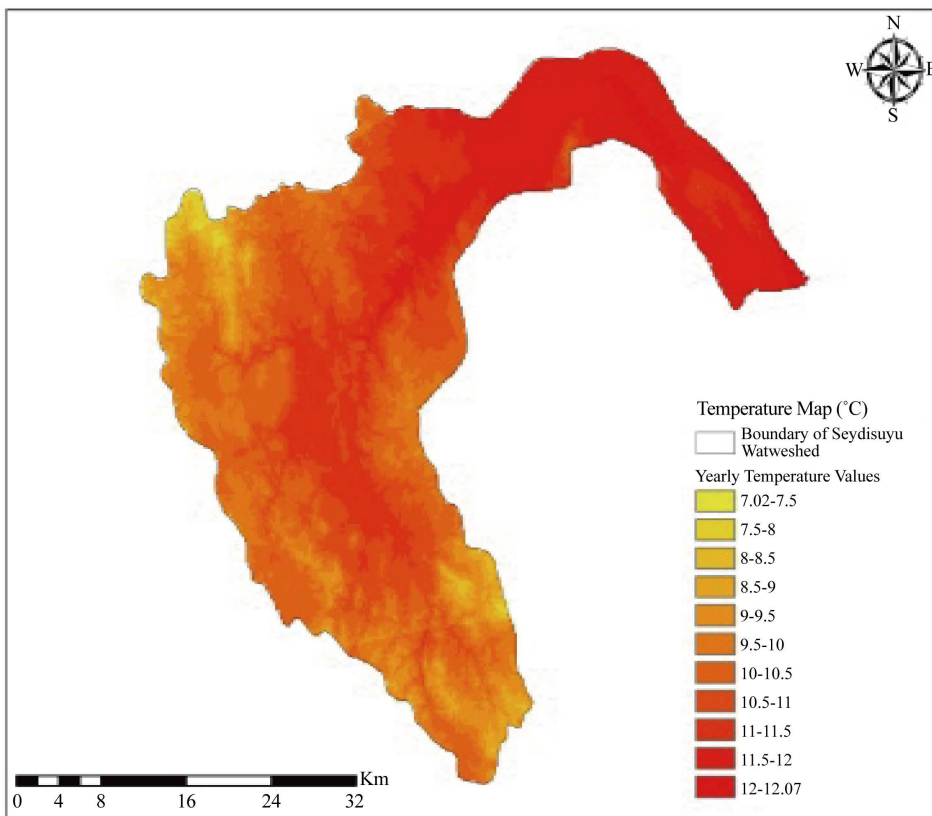 N
W E
S
Temperature Map (˚C)
Boundary of Seydisuyu
Watweshed
Yearly Temperature Values
7.02-7.5
7.5-8
8-8.5
8.5-9
9-9.5
9.5-10
10-10.5
10.5-11
11-11.5
11.5-12
12-12.07
Km
0 4 8 16 24 32